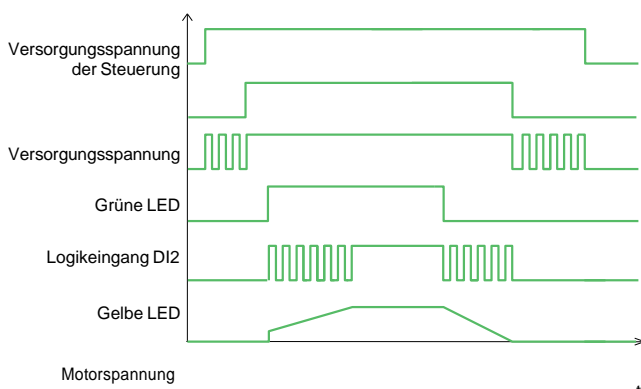 Versorgungsspannung
der Steuerung
Versorgungsspannung
Grüne LED
Logikeingang DI2
Gelbe LED
Motorspannung